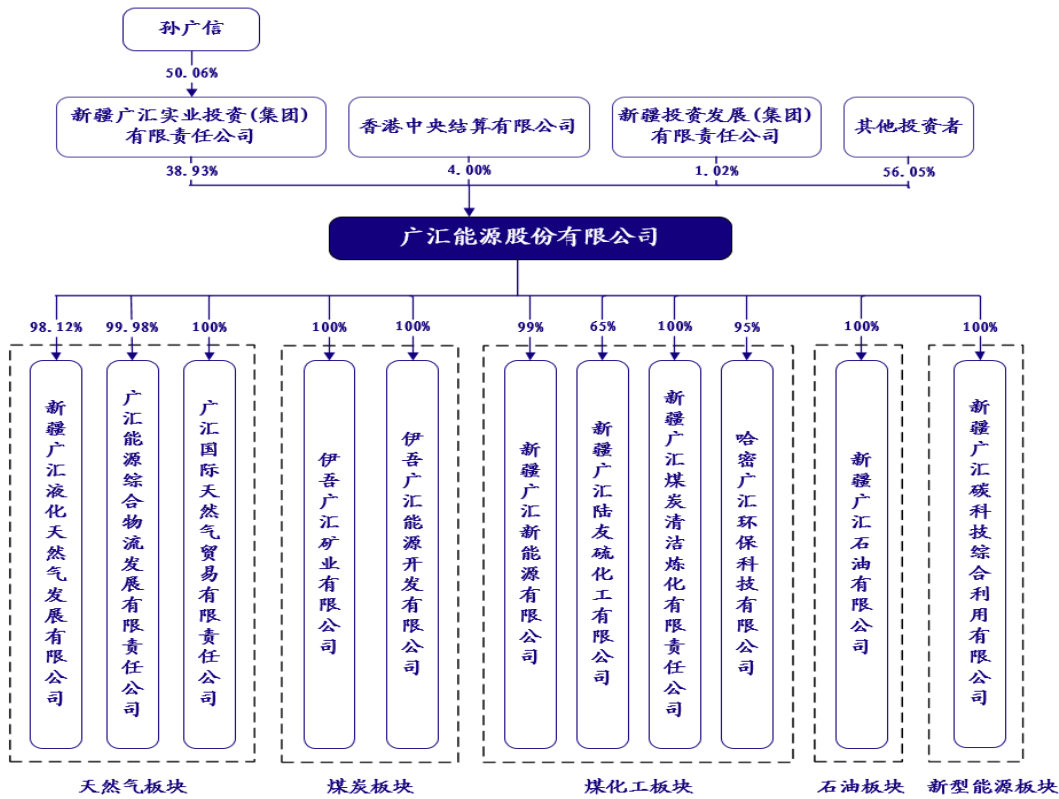 孙广信
50.06%
新疆广汇实业投资(集团)
有限责任公司
香港中央结算有限公司
新疆投资发展(集团)
有限责任公司
其他投资者
38.93%
4.00%
1.02%
56.05%
广汇能源股份有限公司
98.12%
99.98%
100%
100%
100%
99%
65%
100%
95%
100%
100%
新疆广汇液化天然气发展有限公司
广汇能源综合物流发展有限责任公司
广汇国际天然气贸易有限责任公司
伊吾广汇矿业有限公司
伊吾广汇能源开发有限公司
新疆广汇新能源有限公司
新疆广汇陆友硫化工有限公司
新疆广汇煤炭清洁炼化有限责任公司
哈密广汇环保科技有限公司
新疆广汇石油有限公司
新疆广汇碳科技综合利用有限公司
天然气板块
煤炭板块
煤化工板块
石油板块
新型能源板块